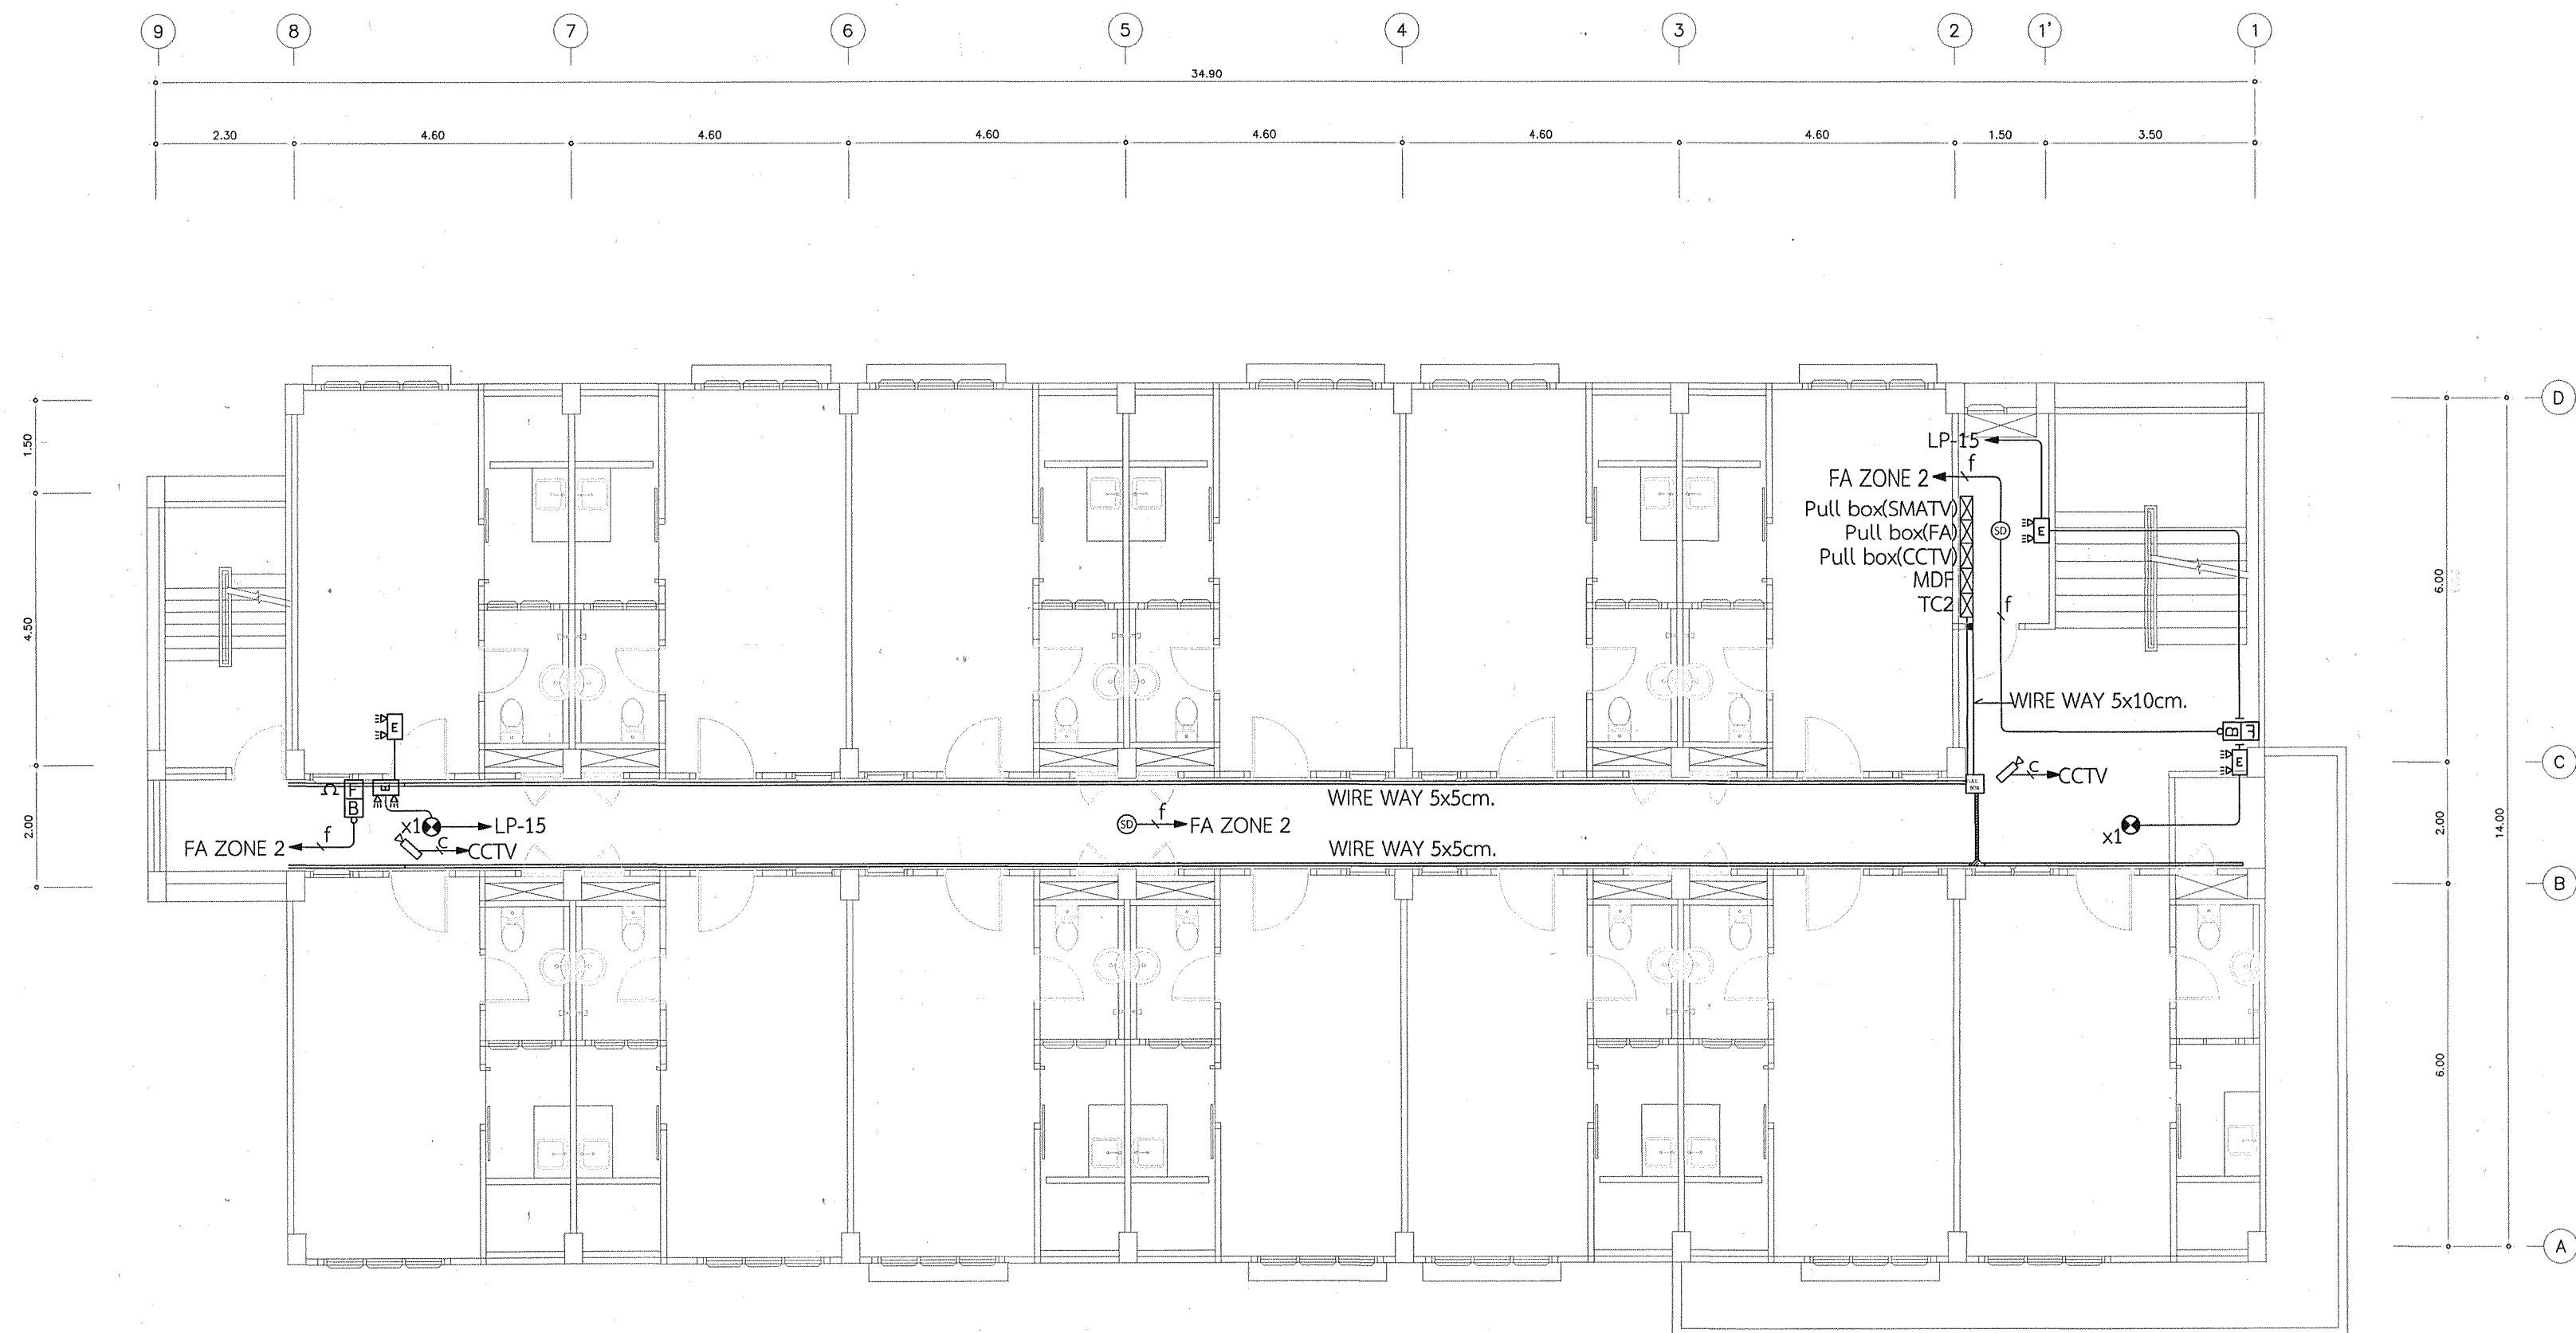 9 8 7 6 5 4 3 2 1' 1
34.90
2.30 4.60 4.60 4.60 4.60 4.60 4.60 1.50 3.50
D
1.50
LP-15
f
FA ZONE 2
Pull box(SMATV)
Pull box(FA) SD E
Pull box(CCTV)
MDF
6.00
TC2 f
4.50
WIRE WAY 5x10cm.
E
B F
E
C
C CCTV
Ω F E
B
WIRE WAY 5x5cm.
2.00
x1 LP-15
SD f FA ZONE 2
2.00
14.00
x1
f
FA ZONE 2
C CCTV
WIRE WAY 5x5cm.
B
6.00
A